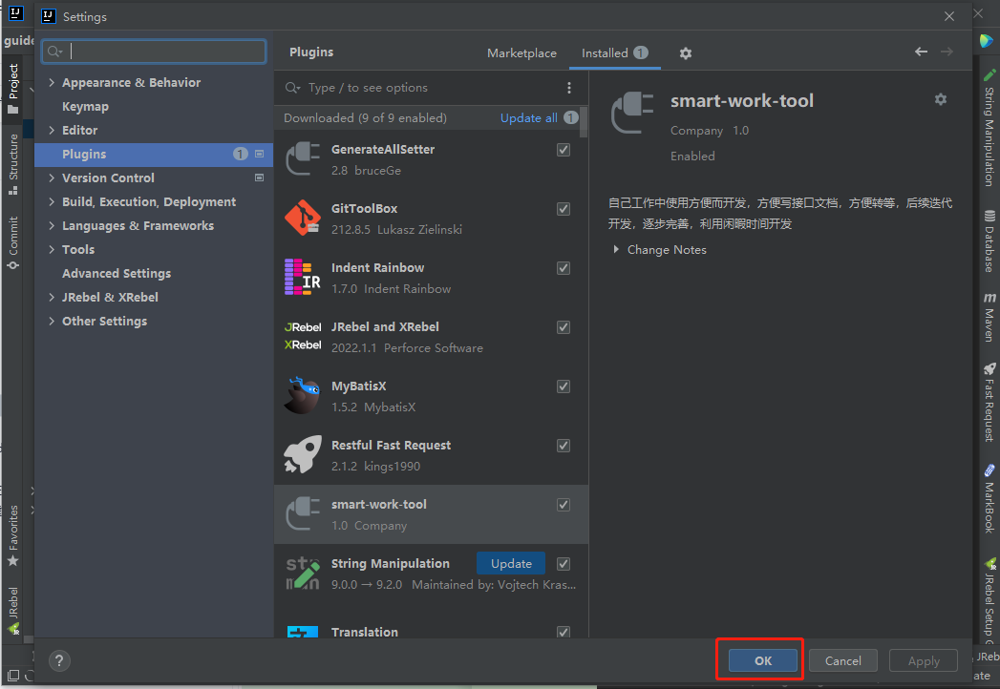 Settings
guide
Project
Structure
Commit
Favorites
JRebel
Appearance & Behavior
Keymap
Editor
Plugins
1
Version Control
Build, Execution, Deployment
Languages & Frameworks
Tools
Advanced Settings
JRebel & XRebel
Other Settings
Plugins
Marketplace
Installed 1
Type / to see options
Downloaded (9 of 9 enabled)
Update all 1
GenerateAllSetter
2.8 bruceGe
GitToolBox
212.8.5 Lukasz Zielinski
IR
Indent Rainbow
1.7.0 Indent Rainbow
JRebel
XRebel
JRebel and XRebel
2022.1.1 Perforce Software
MyBatisX
1.5.2 MybatisX
Restful Fast Request
2.1.2 kings1990
smart-work-tool
1.0 Company
String Manipulation
Update
9.0.0 → 9.2.0 Maintained by: Vojtech Kras...
Translation
smart-work-tool
Company 1.0
Enabled
自己工作中使用方便而开发，方便写接口文档，方便转等，后续迭代
开发，逐步完善，利用闲暇时间开发
Change Notes
?
OK
Cancel
Apply
String Manipulation
Database
m
Maven
Fast Request
MarkBook
JRebel Setup
JReb
ate